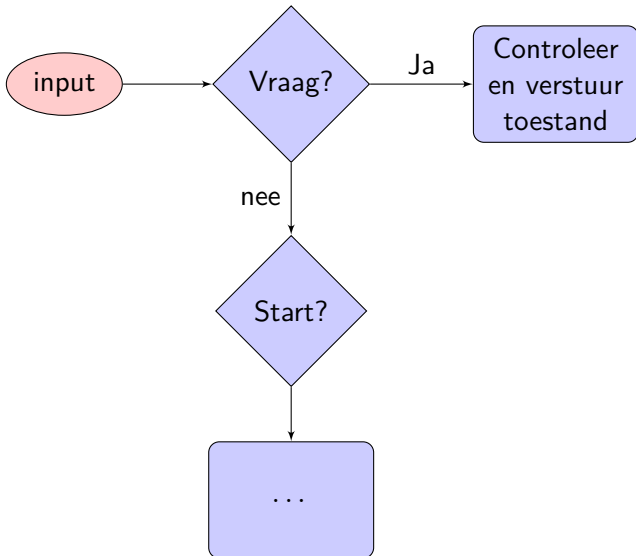 input
Vraag?
Ja
Controleer
en verstuur
toestand
nee
Start?
...